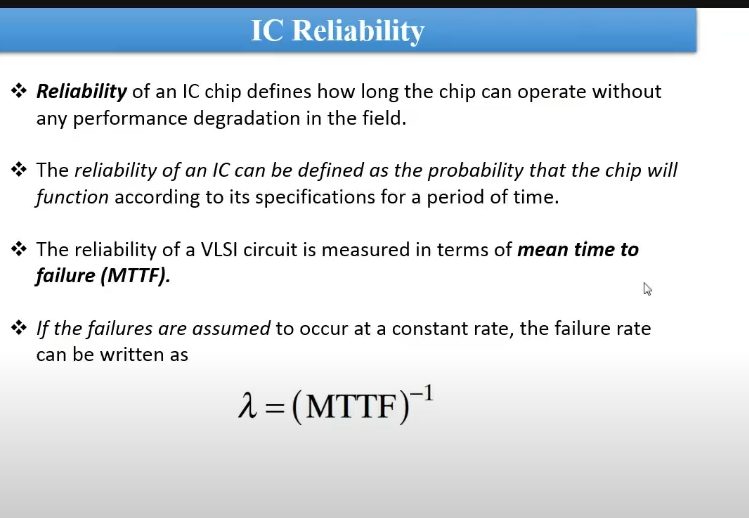 IC Reliability
❖ Reliability of an IC chip defines how long the chip can operate without
any performance degradation in the field.
❖ The reliability of an IC can be defined as the probability that the chip will
function according to its specifications for a period of time.
❖ The reliability of a VLSI circuit is measured in terms of mean time to
failure (MTTF).
❖ If the failures are assumed to occur at a constant rate, the failure rate
can be written as
λ = (MTTF)⁻¹